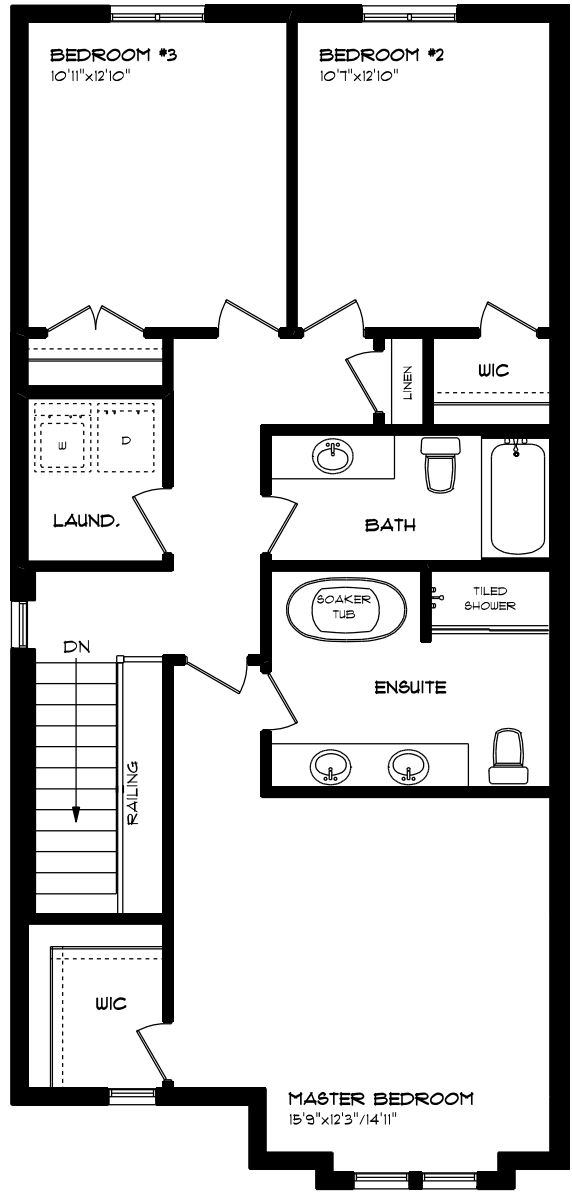 BEDROOM #3
10'11"x12'10"
BEDROOM #2
10'7"x12'10"
LINEN
WIC
W
D
LAUND.
BATH
SOAKER
TUB
TILED
SHOWER
DN
ENSUITE
RAILING
WIC
MASTER BEDROOM
15'9"x12'3"/14'11"